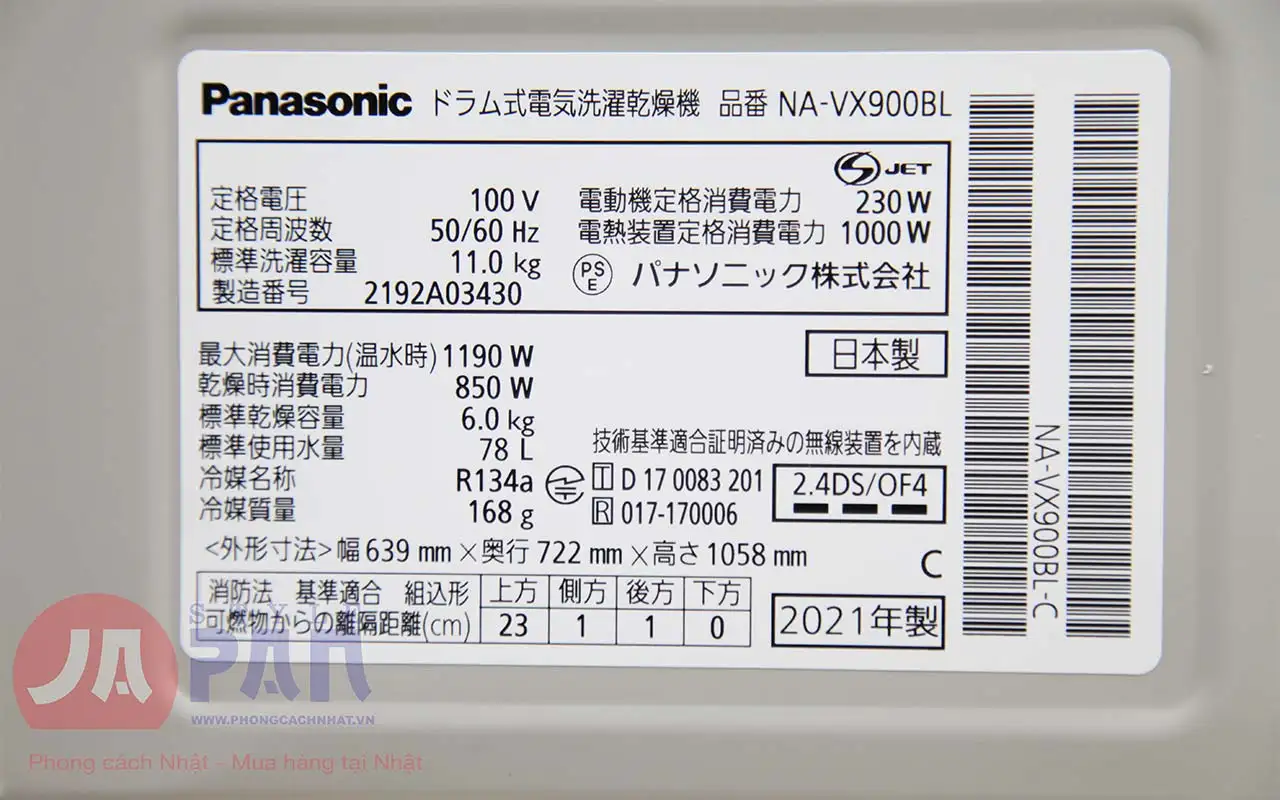 Panasonic ドラム式電気洗濯乾燥機 品番 NA-VX900BL
JET
定格電圧 100 V 電動機定格消費電力 230 W
定格周波数 50/60 Hz 電熱装置定格消費電力 1000 W
標準洗濯容量 11.0 kg PSE パナソニック株式会社
製造番号 2192A03430
最大消費電力(温水時) 1190 W 日本製
乾燥時消費電力 850 W
標準乾燥容量 6.0 kg
標準使用水量 78 L 技術基準適合証明済みの無線装置を内蔵
冷媒名称 R134a T D 17 0083 201 2.4DS/OF4
冷媒質量 168 g R 017-170006
<外形寸法>幅 639 mm×奥行 722 mm×高さ 1058 mm C
消防法 基準適合 組込形 上方 側方 後方 下方
可燃物からの離隔距離(cm) 23 1 1 0
2021年製
NA-VX900BL-C
STYLE
JAPAN
WWW.PHONGCACHNHAT.VN
Phong cách Nhật - Mua hàng tại Nhật